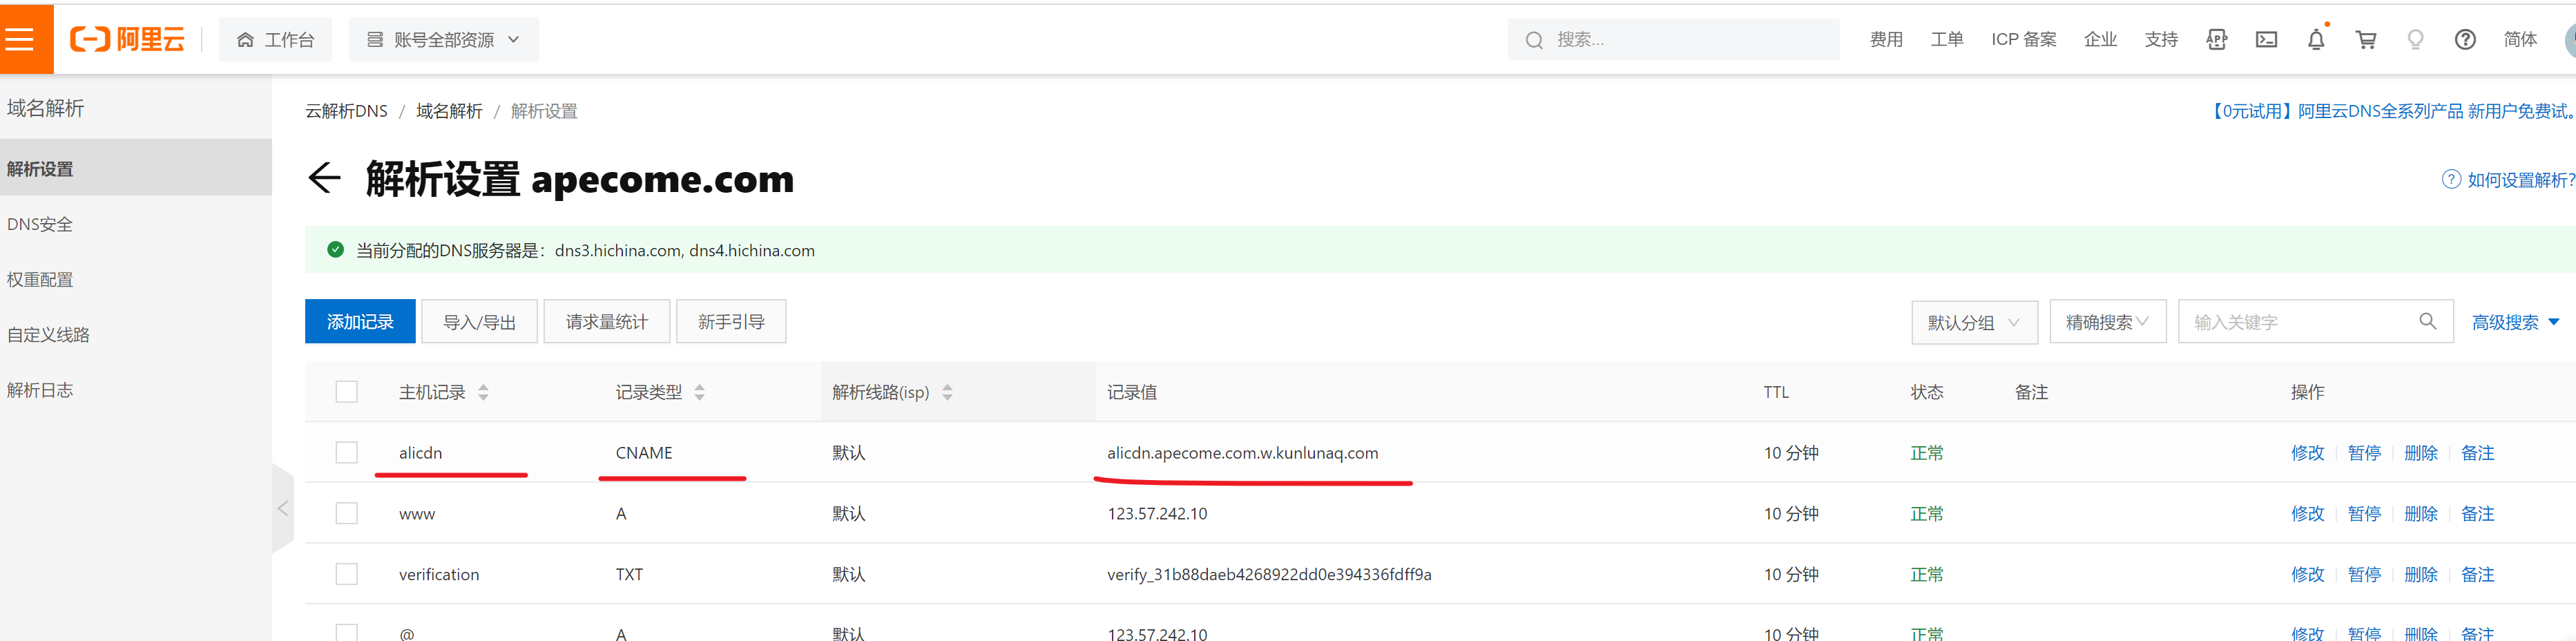 阿里云 工作台 账号全部资源 搜索... 费用 工单 ICP 备案 企业 支持 APP 简体
域名解析
解析设置
DNS安全
权重配置
自定义线路
解析日志
云解析DNS / 域名解析 / 解析设置
【0元试用】阿里云DNS全系列产品 新用户免费试。
解析设置 apecome.com
如何设置解析?
当前分配的DNS服务器是： dns3.hichina.com, dns4.hichina.com
添加记录 导入/导出 请求量统计 新手引导 默认分组 精确搜索 输入关键字 高级搜索
主机记录 记录类型 解析线路(isp) 记录值 TTL 状态 备注 操作
alicdn CNAME 默认 alicdn.apecome.com.w.kunlunaq.com 10 分钟 正常 修改 暂停 删除 备注
www A 默认 123.57.242.10 10 分钟 正常 修改 暂停 删除 备注
verification TXT 默认 verify_31b88daeb4268922dd0e394336fdff9a 10 分钟 正常 修改 暂停 删除 备注
@ A 默认 123.57.242.10 10 分钟 正常 修改 暂停 删除 备注